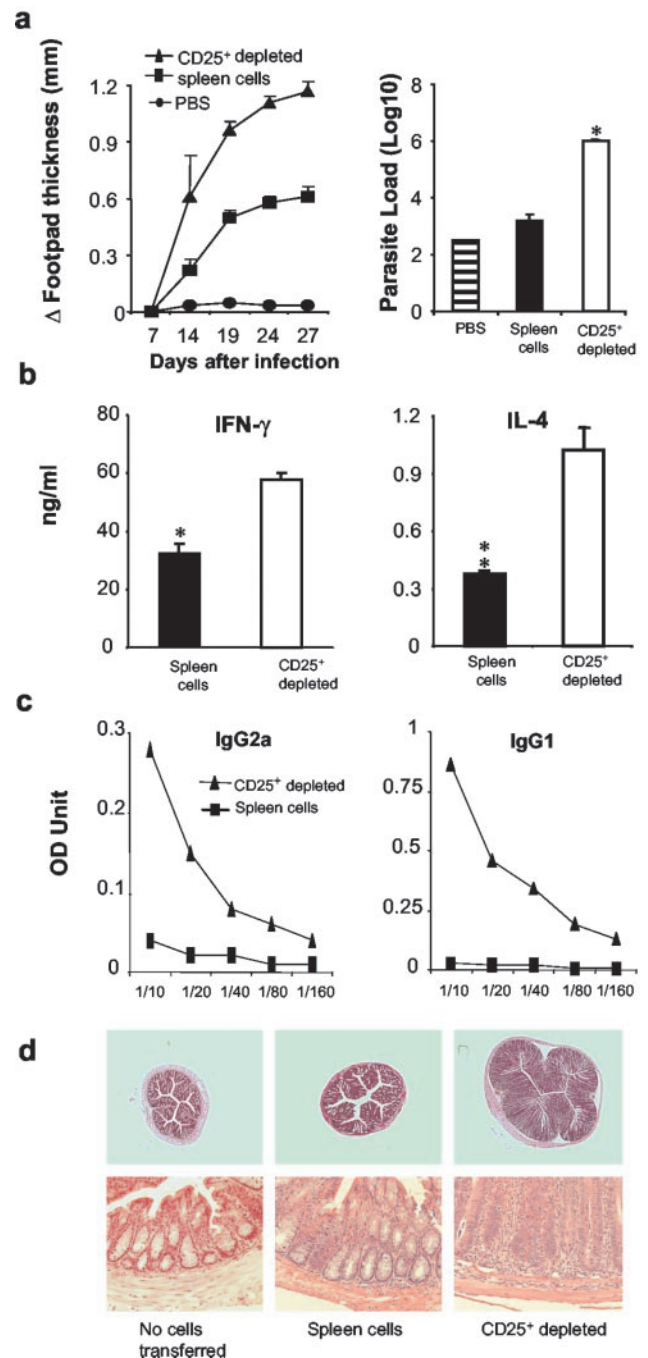 a
CD25+ depleted
spleen cells
PBS
Δ Footpad thickness (mm)
1.2
0.9
0.6
0.3
0
7 14 19 24 27
Days after infection
Parasite Load (Log10)
8
6
4
2
0
*
PBS
Spleen cells
CD25+ depleted
b
IFN-γ
ng/ml
80
60
40
20
0
*
Spleen cells
CD25+ depleted
IL-4
1.2
0.9
0.6
0.3
0
*
*
Spleen cells
CD25+ depleted
c
IgG2a
CD25+ depleted
Spleen cells
OD Unit
0.3
0.2
0.1
0
1/10 1/20 1/40 1/80 1/160
IgG1
1
0.75
0.5
0.25
0
1/10 1/20 1/40 1/80 1/160
d
No cells transferred
Spleen cells
CD25+ depleted